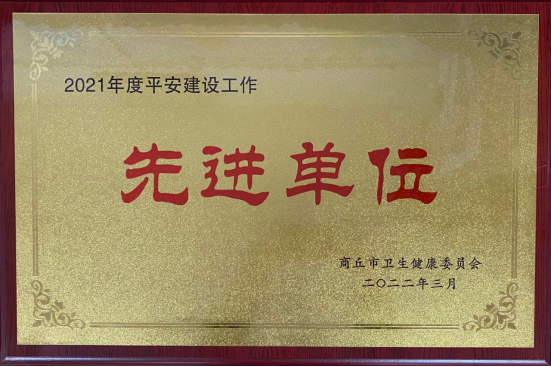 2021年度平安建设工作
先进单位
商丘市卫生健康委员会
二〇二二年三月